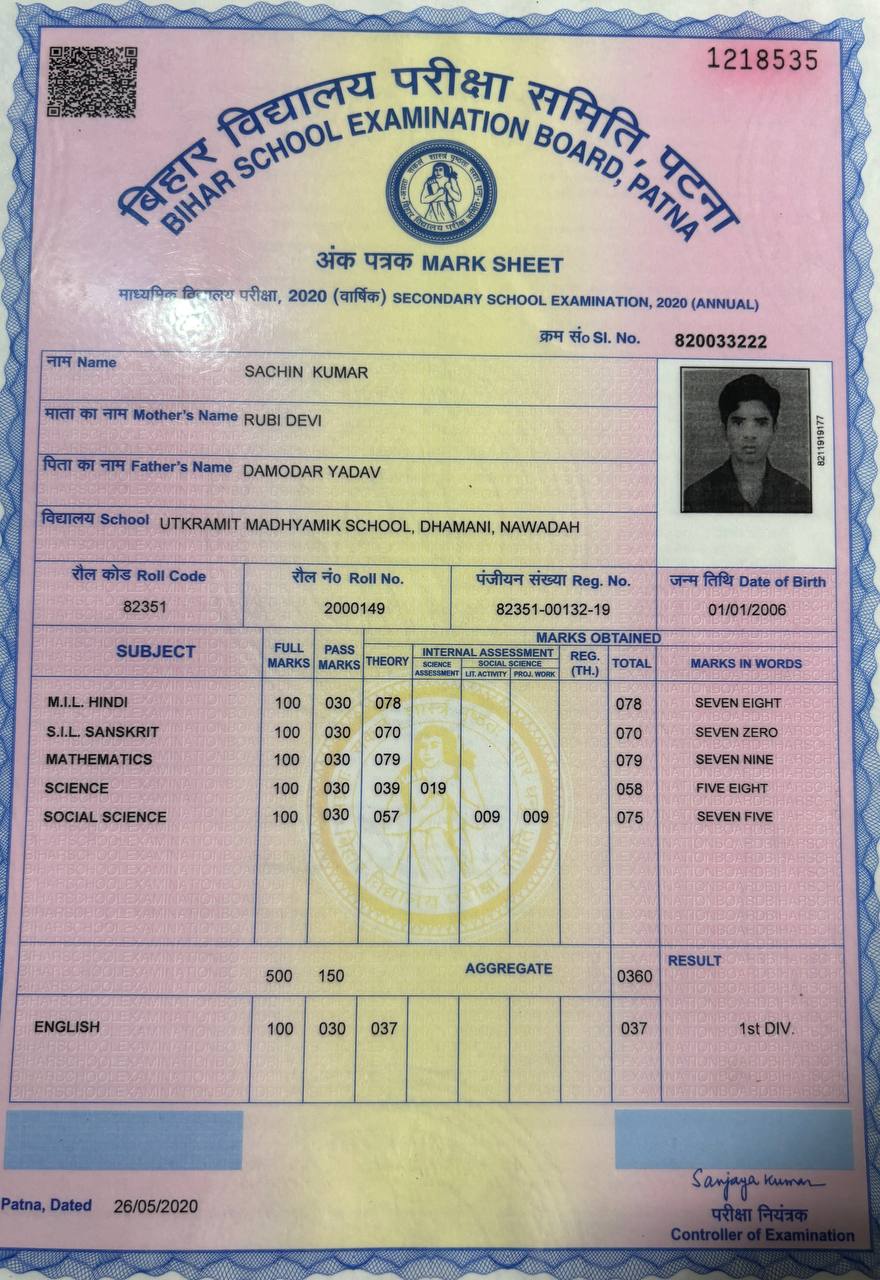 1218535
बिहार विद्यालय परीक्षा समिति, पटना
BIHAR SCHOOL EXAMINATION BOARD, PATNA
अंक पत्रक MARK SHEET
माध्यमिक विद्यालय परीक्षा, 2020 (वार्षिक) SECONDARY SCHOOL EXAMINATION, 2020 (ANNUAL)
क्रम सं० Sl. No. 820033222
नाम Name SACHIN KUMAR
माता का नाम Mother's Name RUBI DEVI
पिता का नाम Father's Name DAMODAR YADAV
विद्यालय School UTKRAMIT MADHYAMIK SCHOOL, DHAMANI, NAWADAH
8211919177
रौल कोड Roll Code रौल नं० Roll No. पंजीयन संख्या Reg. No. जन्म तिथि Date of Birth
82351 2000149 82351-00132-19 01/01/2006
SUBJECT FULL MARKS PASS MARKS MARKS OBTAINED
THEORY INTERNAL ASSESSMENT REG. (TH.) TOTAL MARKS IN WORDS
SCIENCE ASSESSMENT SOCIAL SCIENCE
LIT. ACTIVITY PROJ. WORK
M.I.L. HINDI 100 030 078 078 SEVEN EIGHT
S.I.L. SANSKRIT 100 030 070 070 SEVEN ZERO
MATHEMATICS 100 030 079 079 SEVEN NINE
SCIENCE 100 030 039 019 058 FIVE EIGHT
SOCIAL SCIENCE 100 030 057 009 009 075 SEVEN FIVE
500 150 AGGREGATE 0360 RESULT
ENGLISH 100 030 037 037 1st DIV.
Sanjaya Kumar
Patna, Dated 26/05/2020
परीक्षा नियंत्रक
Controller of Examination